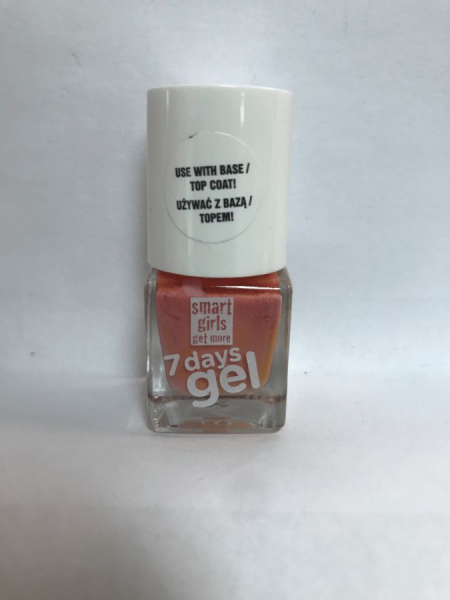 USE WITH BASE /
TOP COAT!
UŻYWAĆ Z BAZĄ /
TOPEM!
smart
girls
get more
7 days
gel